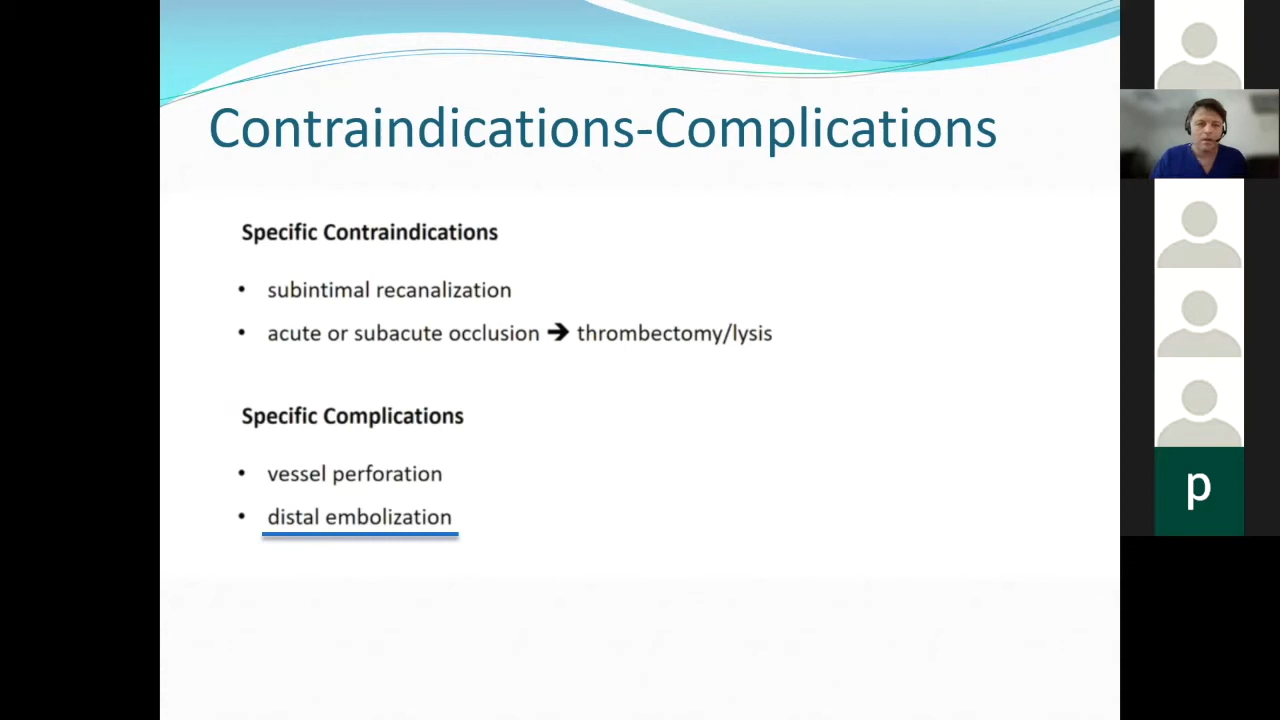 Contraindications-Complications
Specific Contraindications
• subintimal recanalization
• acute or subacute occlusion ➔ thrombectomy/lysis
Specific Complications
• vessel perforation
• distal embolization
p